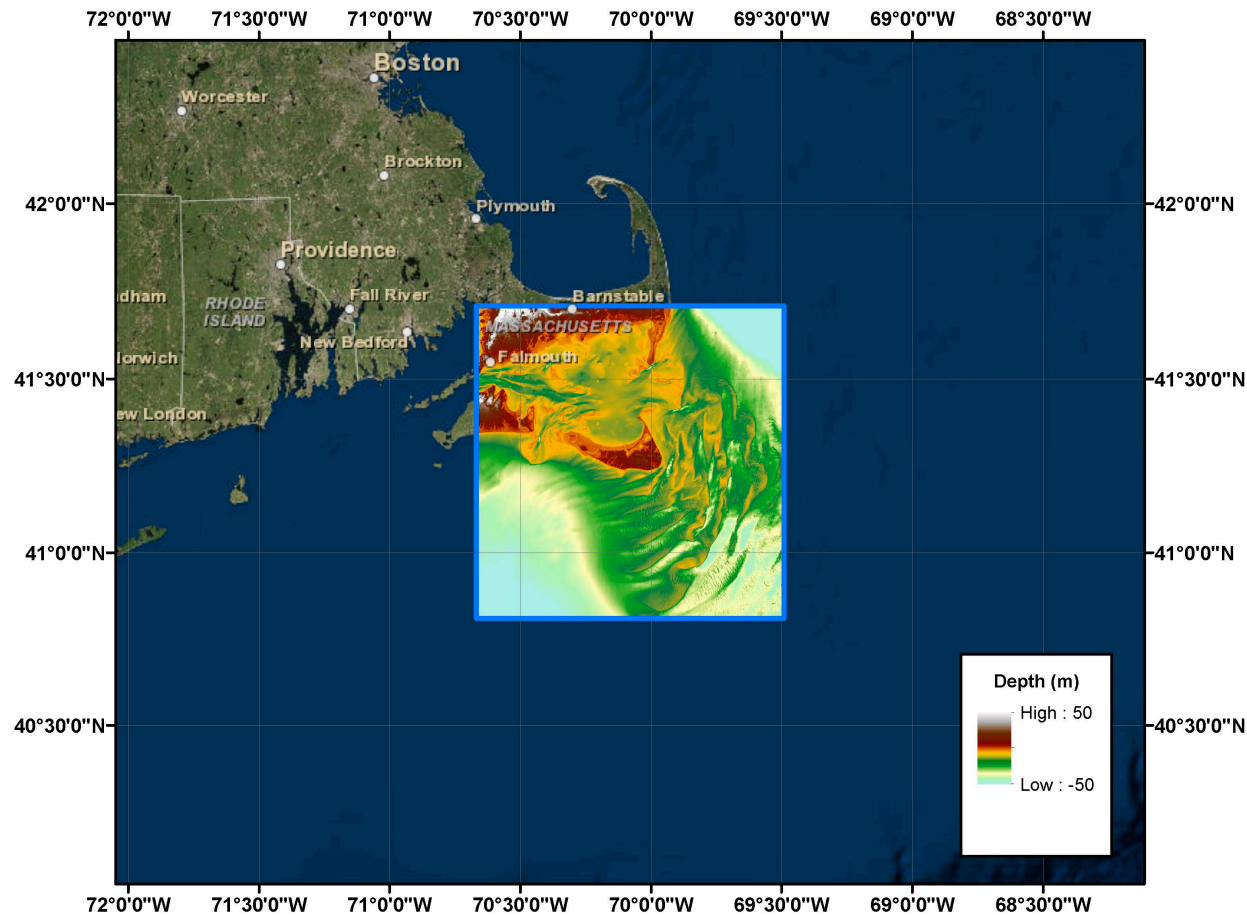 72°0'0"W 71°30'0"W 71°0'0"W 70°30'0"W 70°0'0"W 69°30'0"W 69°0'0"W 68°30'0"W
Boston
Worcester
Brockton
42°0'0"N 42°0'0"N
Plymouth
Providence
dham
RHODE
ISLAND
Fall River
Barnstable
MASSACHUSETTS
New Bedford
lorwich
Falmouth
41°30'0"N 41°30'0"N
ew London
41°0'0"N 41°0'0"N
Depth (m)
High : 50
Low : -50
40°30'0"N 40°30'0"N
72°0'0"W 71°30'0"W 71°0'0"W 70°30'0"W 70°0'0"W 69°30'0"W 69°0'0"W 68°30'0"W